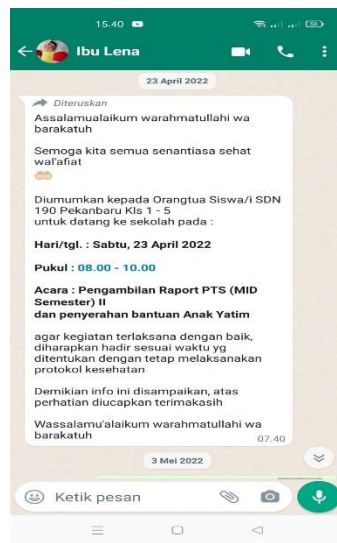 15.40
Ibu Lena
23 April 2022
Diteruskan
Assalamualaikum warahmatullahi wa
barakatuh
Semoga kita semua senantiasa sehat
wal'afiat
Diumumkan kepada Orangtua Siswa/i SDN
190 Pekanbaru Kls 1 - 5
untuk datang ke sekolah pada :
Hari/tgl. : Sabtu, 23 April 2022
Pukul : 08.00 - 10.00
Acara : Pengambilan Raport PTS (MID
Semester) II
dan penyerahan bantuan Anak Yatim
agar kegiatan terlaksana dengan baik,
diharapkan hadir sesuai waktu yg
ditentukan dengan tetap melaksanakan
protokol kesehatan
Demikian info ini disampaikan, atas
perhatian diucapkan terimakasih
Wassalamu'alaikum warahmatullahi wa
barakatuh
07.40
3 Mei 2022
Ketik pesan